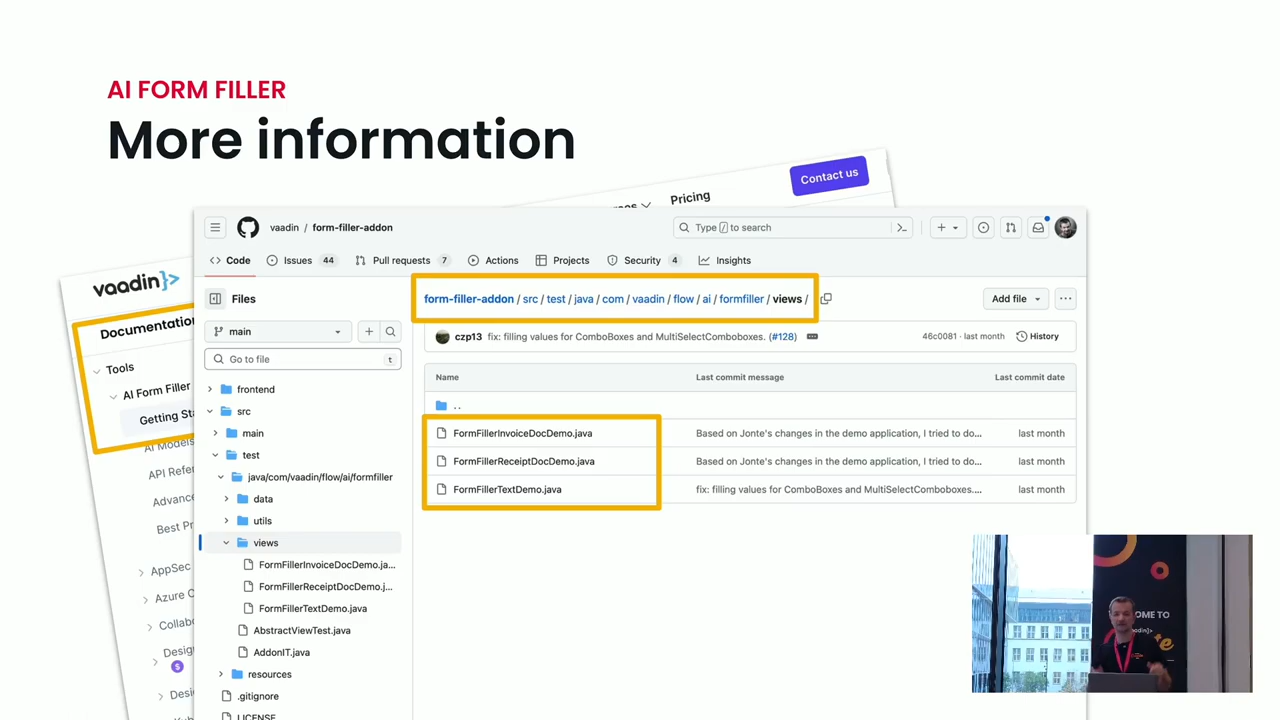 AI FORM FILLER
More information
Contact us
Pricing
vaadin}>
Documentation
Tools
AI Form Filler
Getting
AI Models
API
Advance
Best
AppSec
Azure
$
vaadin / form-filler-addon
Type / to search
Code
Issues 44
Pull requests 7
Actions
Projects
Security 4
Insights
Files
main
Go to file
t
frontend
src
main
test
java/com/vaadin/flow/ai/formfiller
data
utils
views
FormFillerInvoiceDocDemo.ja...
FormFillerReceiptDocDemo.j...
FormFillerTextDemo.java
AbstractViewTest.java
AddonIT.java
resources
.gitignore
LICENSE
form-filler-addon / src / test / java / com / vaadin / flow / ai / formfiller / views /
Add file
czp13 fix: filling values for ComboBoxes and MultiSelectComboboxes. (#128)
46c0081 · last month
History
Name Last commit message Last commit date
..
FormFillerInvoiceDocDemo.java Based on Jonte's changes in the demo application, I tried to do... last month
FormFillerReceiptDocDemo.java Based on Jonte's changes in the demo application, I tried to do... last month
FormFillerTextDemo.java fix: filling values for ComboBoxes and MultiSelectComboboxes.... last month
OME TO